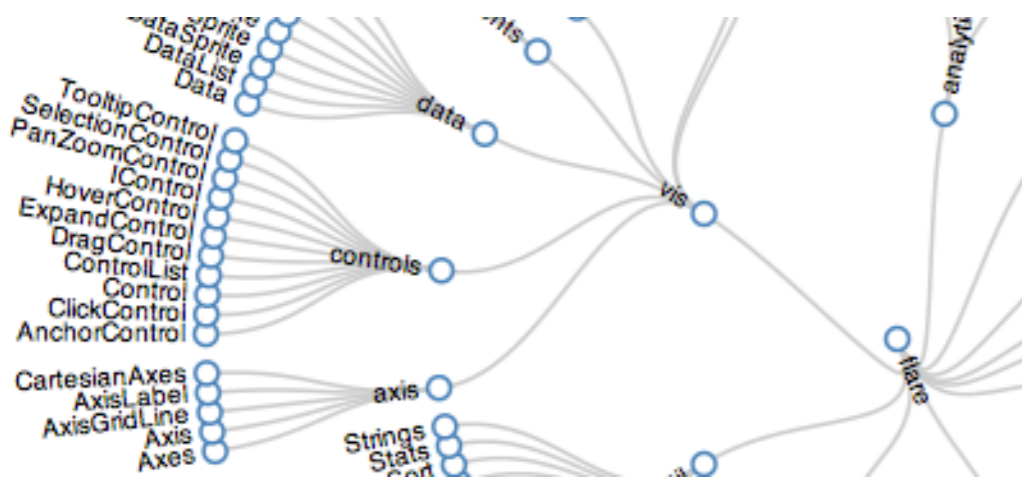 DataSprite
DataList
Data
TooltipControl
SelectionControl
PanZoomControl
IControl
HoverControl
ExpandControl
DragControl
ControlList
Control
ClickControl
AnchorControl
CartesianAxes
AxisLabel
AxisGridLine
Axis
Axes
data
controls
axis
Strings
Stats
vis
flare